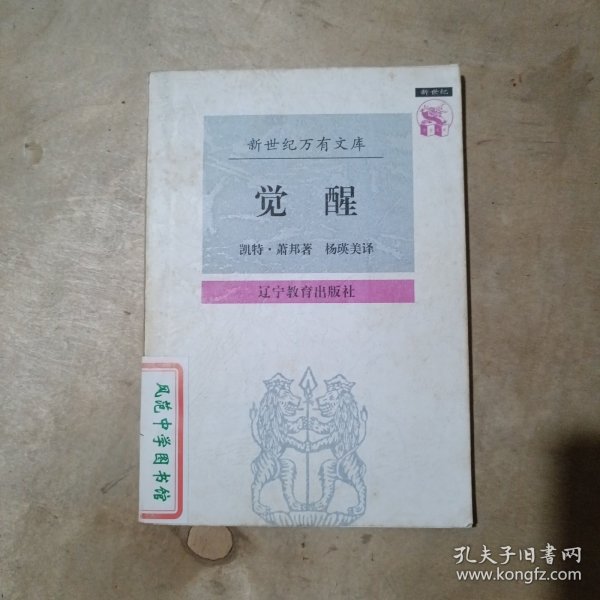 新世纪
新世纪万有文库
觉醒
凯特·萧邦著 杨瑛美译
辽宁教育出版社
风范中学图书馆
孔夫子旧书网
www.kongfz.com